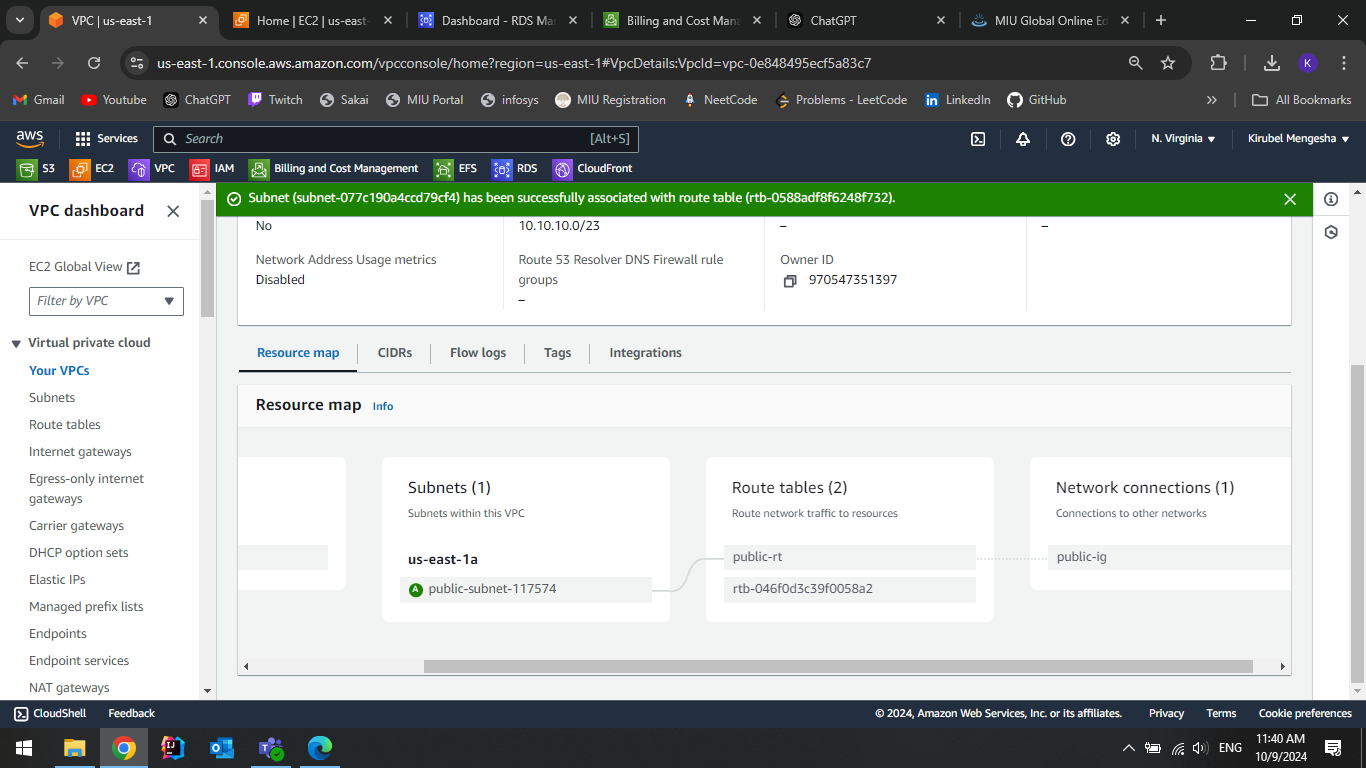 VPC | us-east-1
Home | EC2 | us-east-
Dashboard - RDS Ma
Billing and Cost Man
ChatGPT
MIU Global Online Ed
us-east-1.console.aws.amazon.com/vpcconsole/home?region=us-east-1#VpcDetails:VpcId=vpc-0e848495ecf5a83c7
K
Gmail
Youtube
ChatGPT
Twitch
Sakai
MIU Portal
infosys
MIU Registration
NeetCode
Problems - LeetCode
LinkedIn
GitHub
All Bookmarks
aws
Services
Search
[Alt+S]
N. Virginia
Kirubel Mengesha
S3
EC2
VPC
IAM
Billing and Cost Management
EFS
RDS
CloudFront
VPC dashboard
EC2 Global View
Filter by VPC
Virtual private cloud
Your VPCs
Subnets
Route tables
Internet gateways
Egress-only internet
gateways
Carrier gateways
DHCP option sets
Elastic IPs
Managed prefix lists
Endpoints
Endpoint services
NAT gateways
Subnet (subnet-077c190a4ccd79cf4) has been successfully associated with route table (rtb-0588adf8f6248f732).
No
10.10.10.0/23
–
–
Network Address Usage metrics
Disabled
Route 53 Resolver DNS Firewall rule
groups
–
Owner ID
970547351397
Resource map
CIDRs
Flow logs
Tags
Integrations
Resource map Info
Subnets (1)
Subnets within this VPC
us-east-1a
A public-subnet-117574
Route tables (2)
Route network traffic to resources
public-rt
rtb-046f0d3c39f0058a2
Network connections (1)
Connections to other networks
public-ig
CloudShell
Feedback
© 2024, Amazon Web Services, Inc. or its affiliates.
Privacy
Terms
Cookie preferences
ENG
11:40 AM
10/9/2024